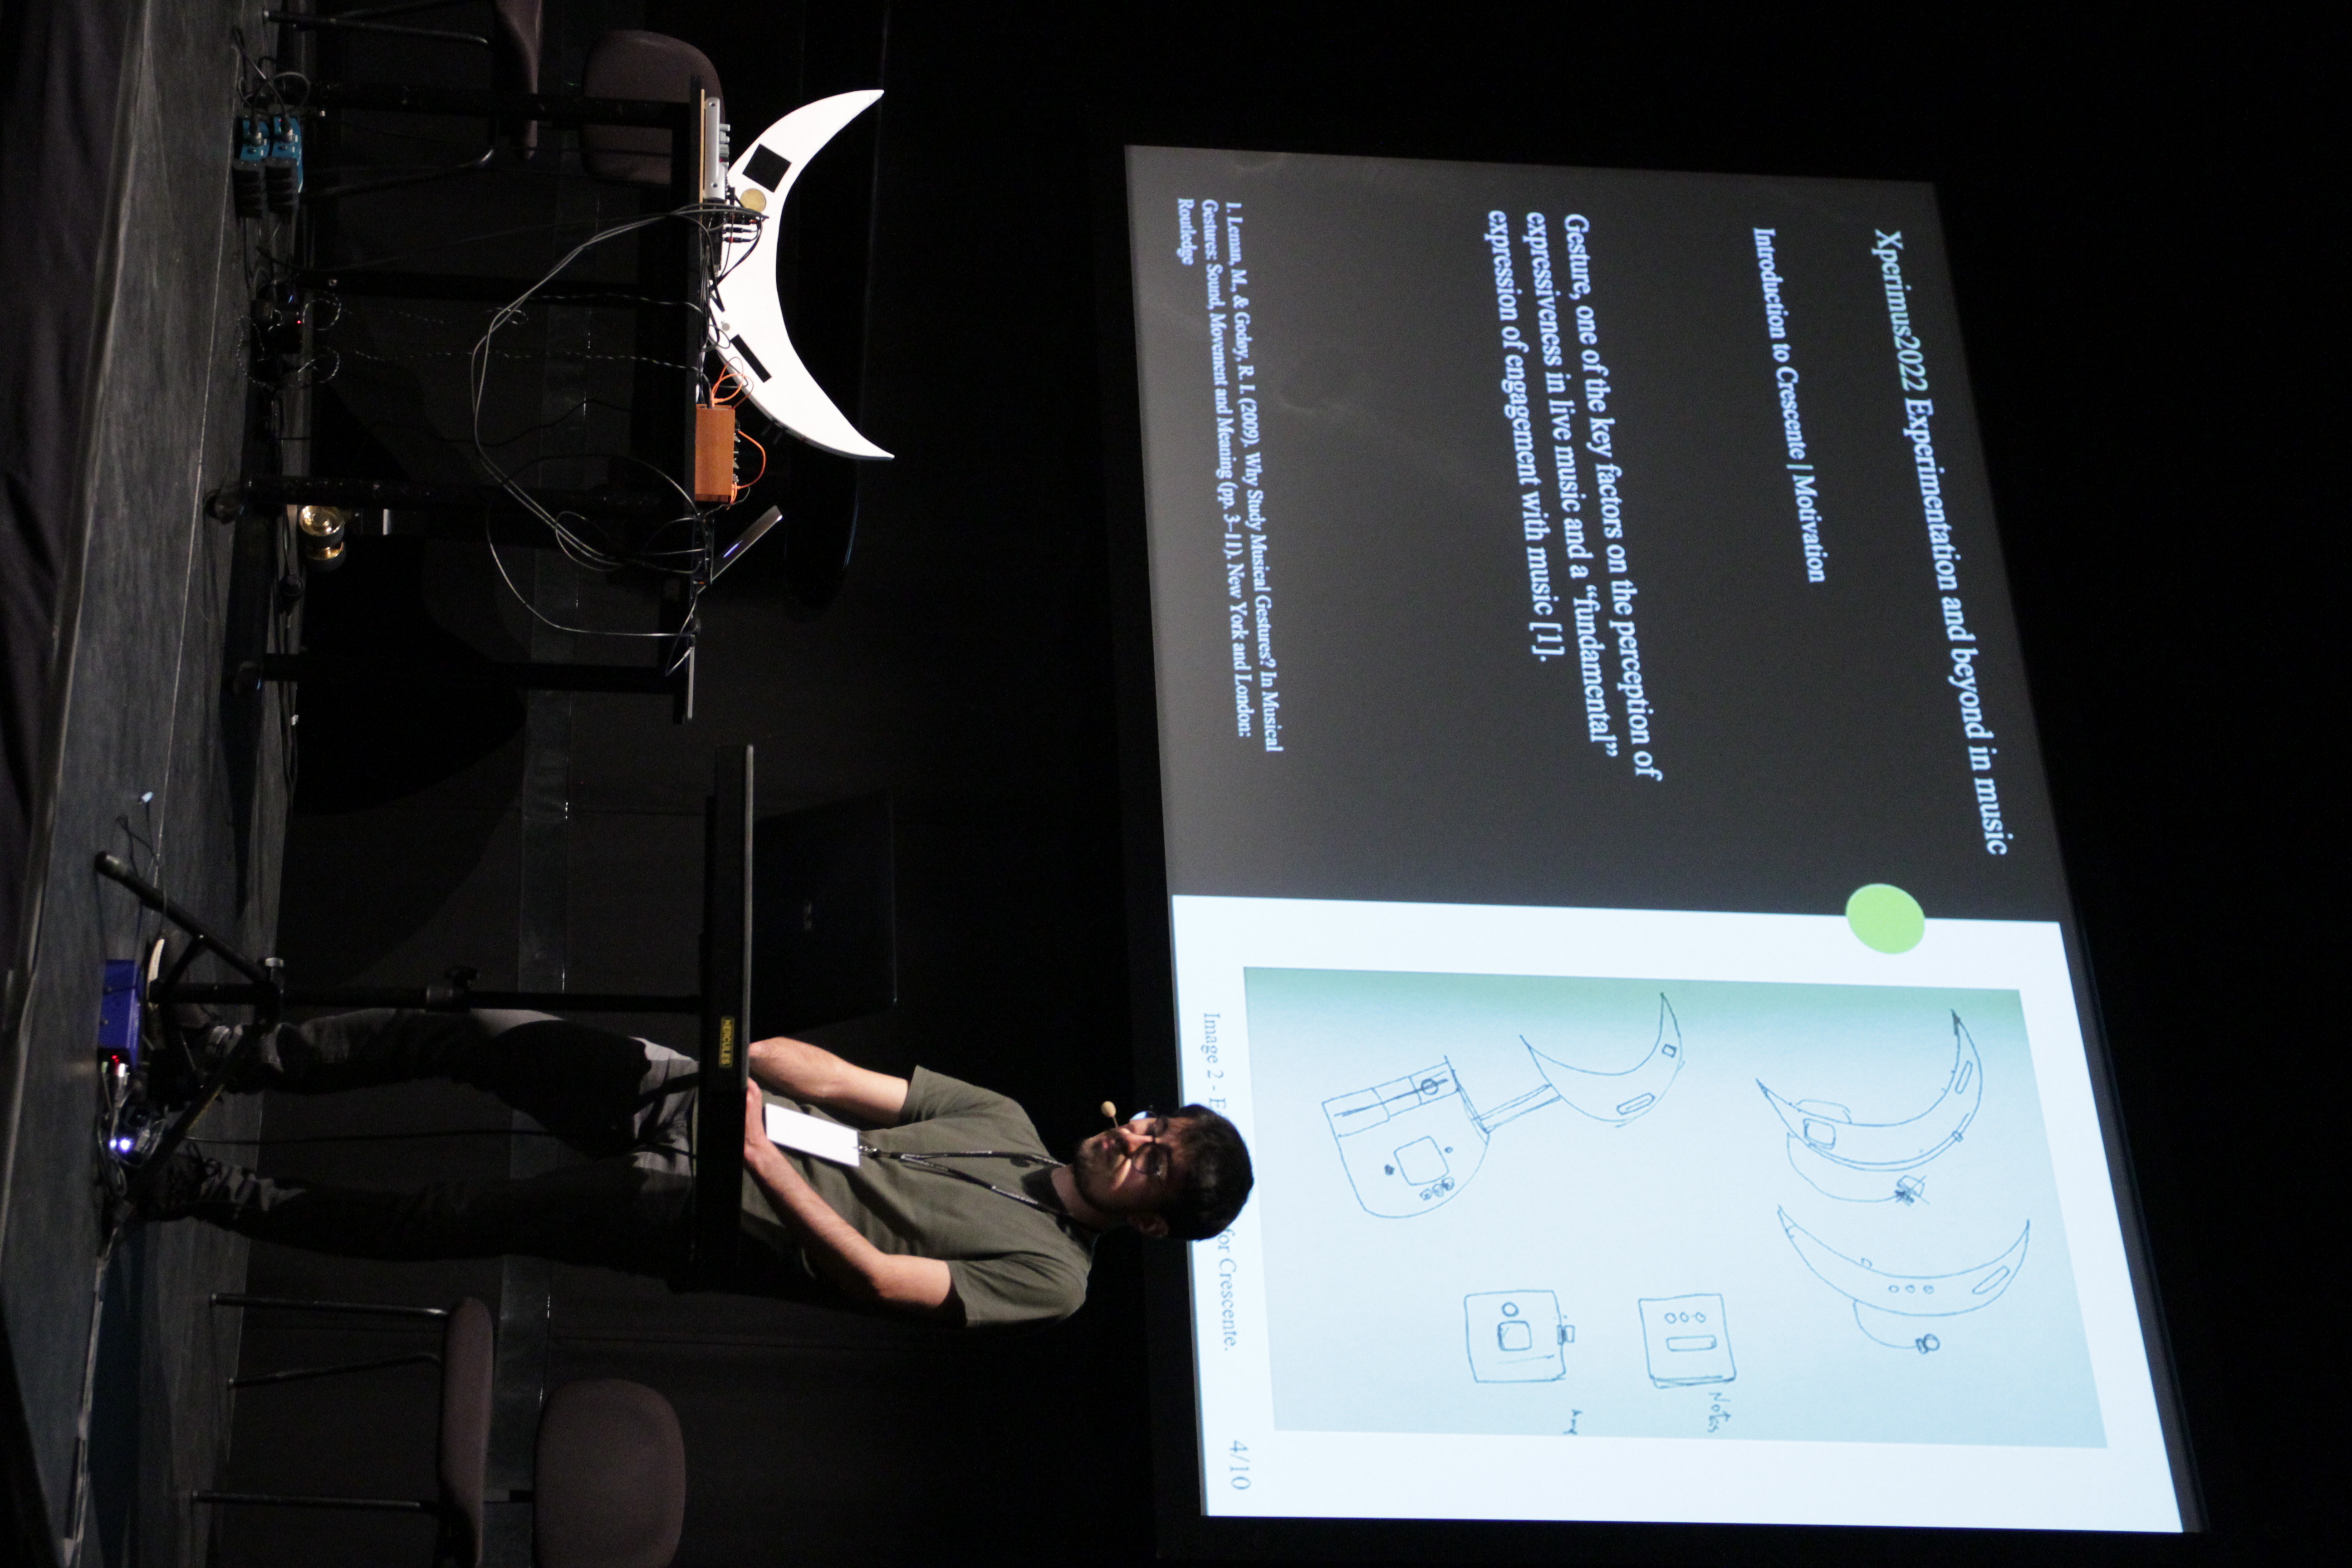 Xperimus2022 Experimentation and beyond in music
Introduction to Crescente | Motivation
Gesture, one of the key factors on the perception of
expressiveness in live music and a “fundamental”
expression of engagement with music [1].
1. Leman, M., & Godøy, R. I. (2009). Why Study Musical Gestures? In Musical
Gestures: Sound, Movement and Meaning (pp. 3–11). New York and London:
Routledge
Notas
Image 2 - for Crescente.
4/10
HERCULES